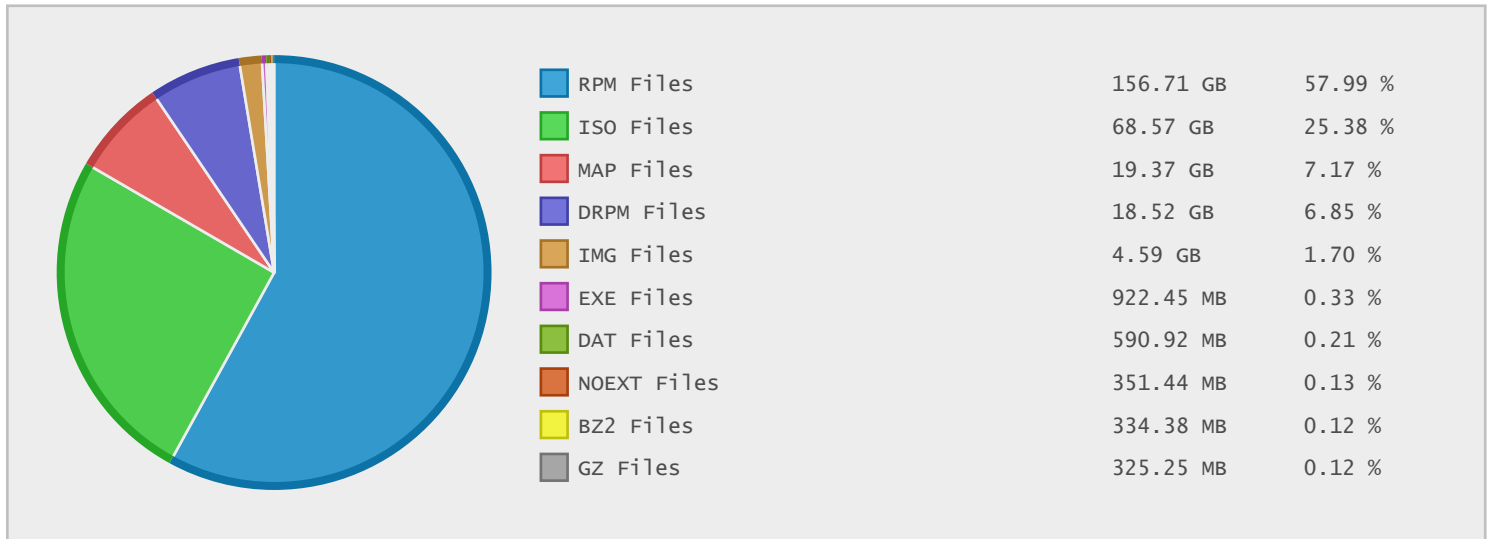 RPM Files 156.71 GB 57.99 %
ISO Files 68.57 GB 25.38 %
MAP Files 19.37 GB 7.17 %
DRPM Files 18.52 GB 6.85 %
IMG Files 4.59 GB 1.70 %
EXE Files 922.45 MB 0.33 %
DAT Files 590.92 MB 0.21 %
NOEXT Files 351.44 MB 0.13 %
BZ2 Files 334.38 MB 0.12 %
GZ Files 325.25 MB 0.12 %